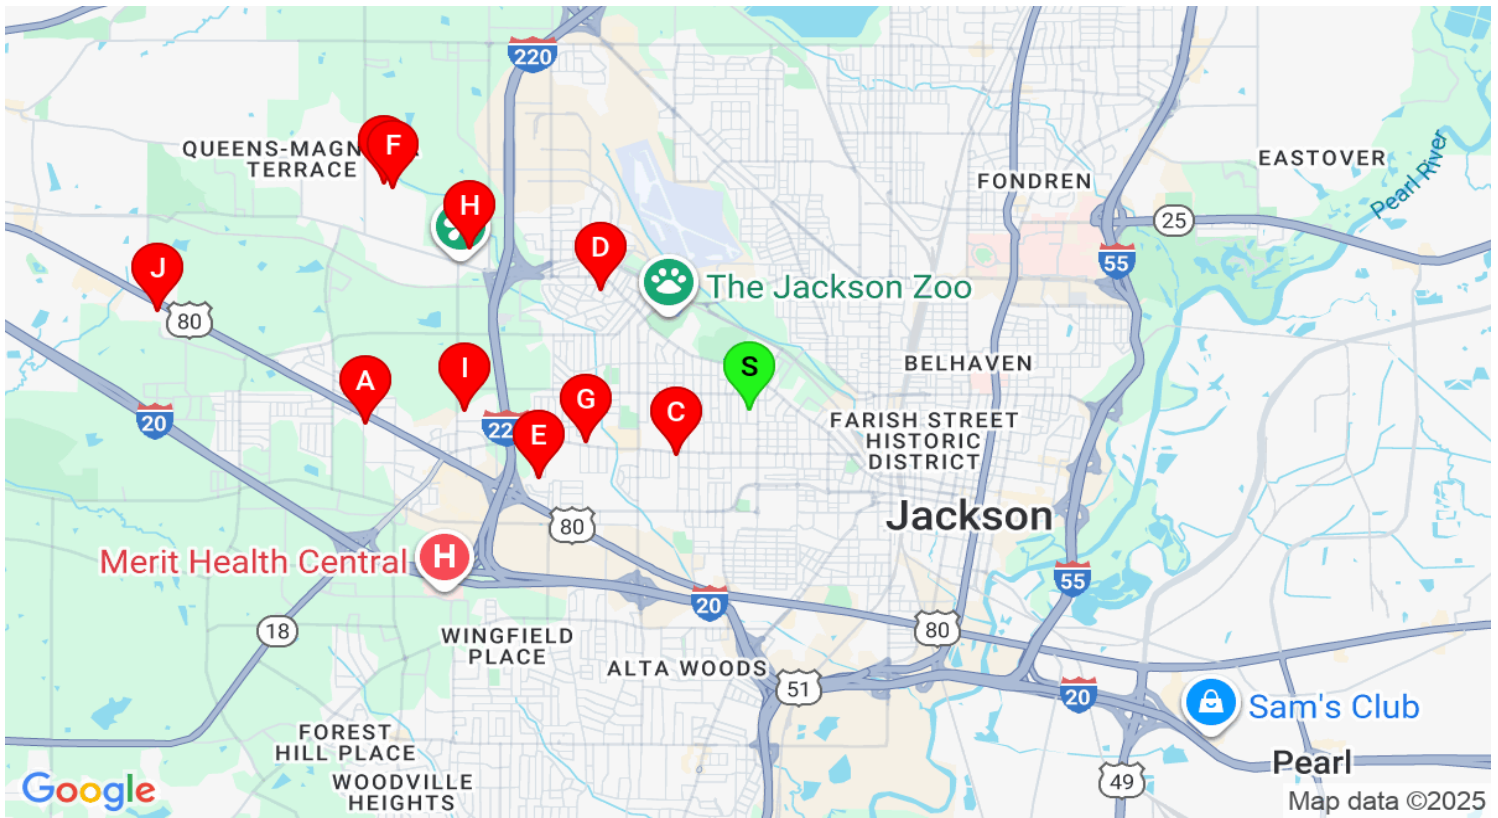 220
QUEENS-MAGN
TERRACE
F
EASTOVER
Pearl River
FONDREN
H
25
D
55
J
The Jackson Zoo
80
S
BELHAVEN
A
I
G
C
20
22
E
FARISH STREET
HISTORIC
DISTRICT
80
Jackson
Merit Health Central
H
55
20
18
80
WINGFIELD
PLACE
ALTA WOODS
51
20
Sam's Club
FOREST
HILL PLACE
Pearl
WOODVILLE
HEIGHTS
49
Google
Map data ©2025